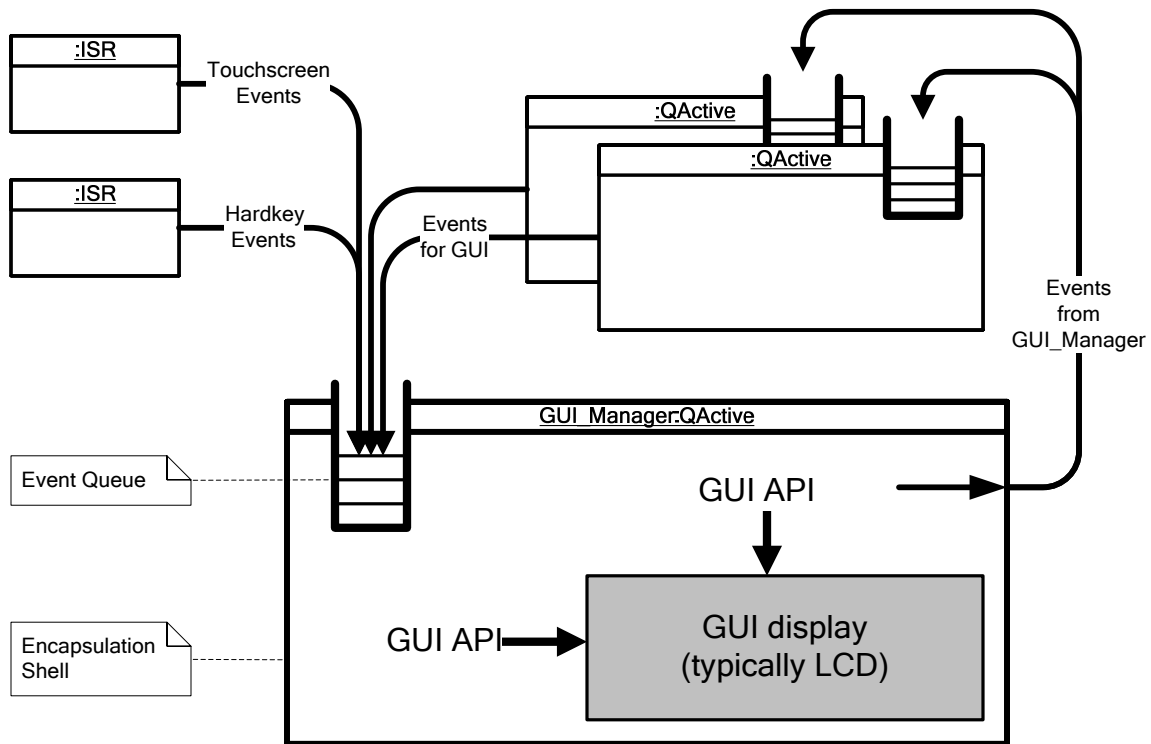 :ISR
Touchscreen
Events
:QActive
:QActive
:ISR
Hardkey
Events
Events
for GUI
Events
from
GUI_Manager
GUI_Manager:QActive
Event Queue
GUI API
GUI API
GUI display
(typically LCD)
Encapsulation
Shell